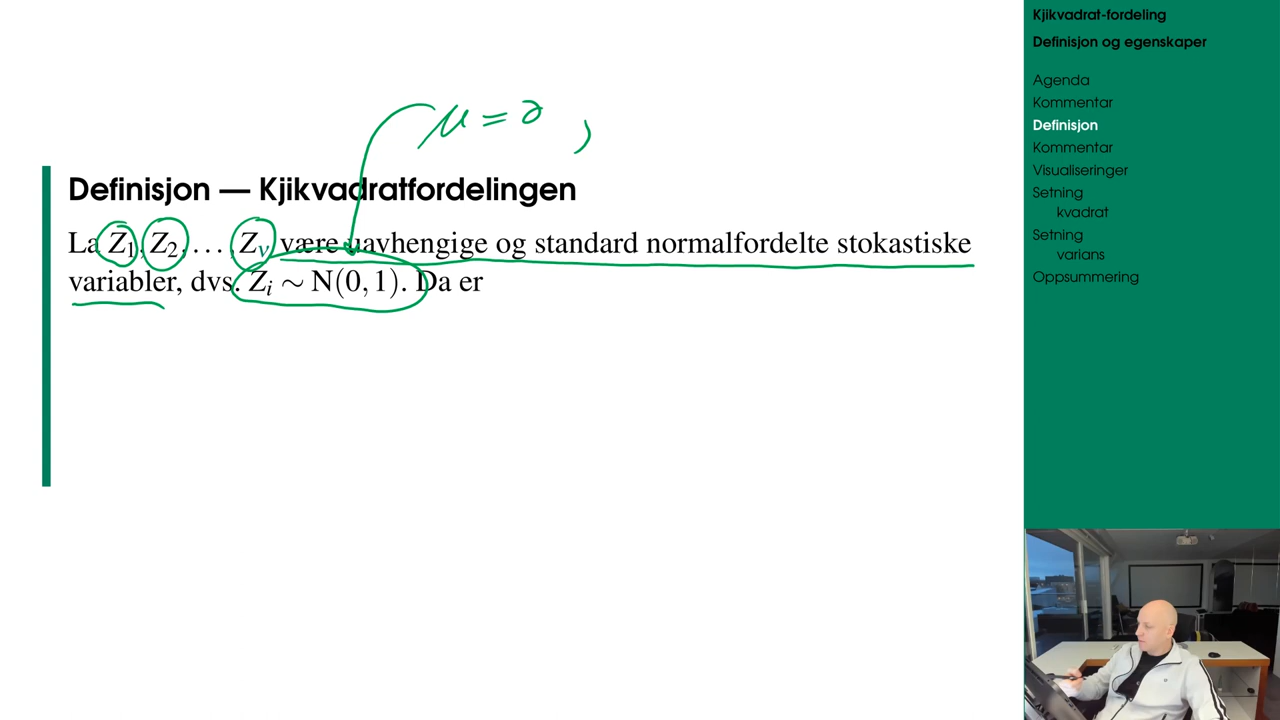 μ = 0 ,
Definisjon — Kjikvadratfordelingen
La Z₁, Z₂, . . . , Zᵥ være uavhengige og standard normalfordelte stokastiske
variabler, dvs. Zᵢ ∼ N(0, 1). Da er
Kjikvadrat-fordeling
Definisjon og egenskaper
Agenda
Kommentar
Definisjon
Kommentar
Visualiseringer
Setning
kvadrat
Setning
varians
Oppsummering